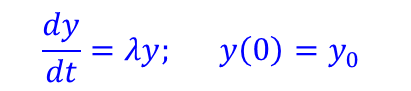 dy/dt = λy;  y(0) = y₀